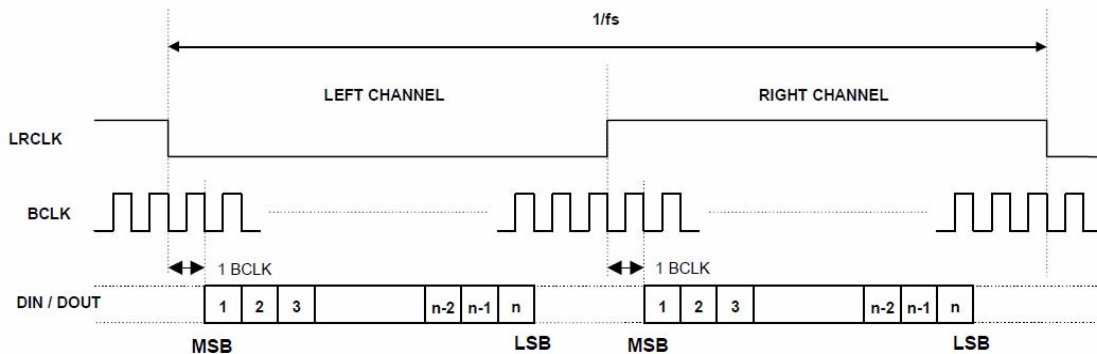 1/fs
LEFT CHANNEL RIGHT CHANNEL
LRCLK
BCLK
1 BCLK 1 BCLK
DIN / DOUT 1 2 3 n-2 n-1 n 1 2 3 n-2 n-1 n
MSB LSB MSB LSB